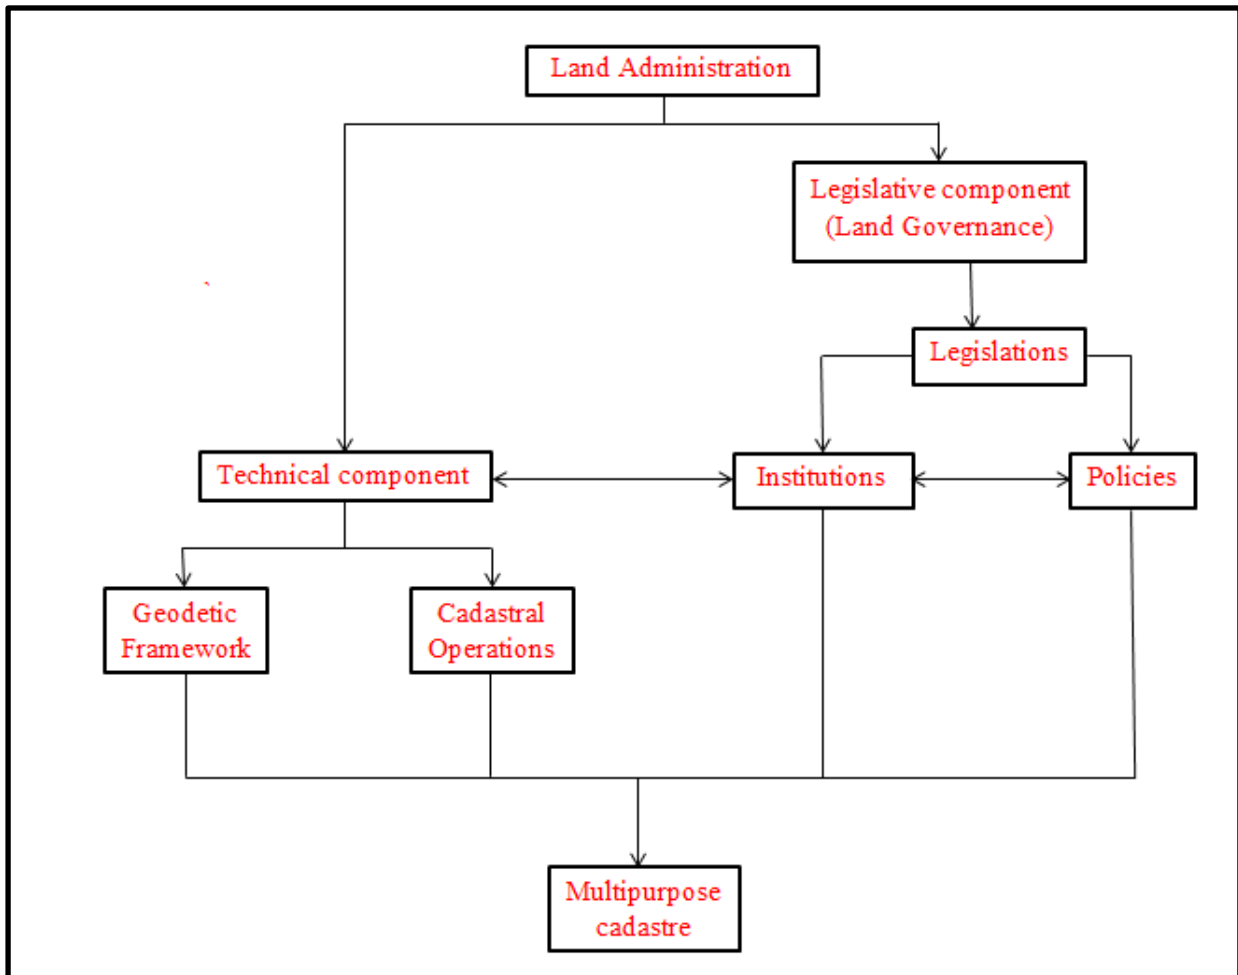 Land Administration
Legislative component
(Land Governance)
Legislations
Technical component
Institutions
Policies
Geodetic
Framework
Cadastral
Operations
Multipurpose
cadastre